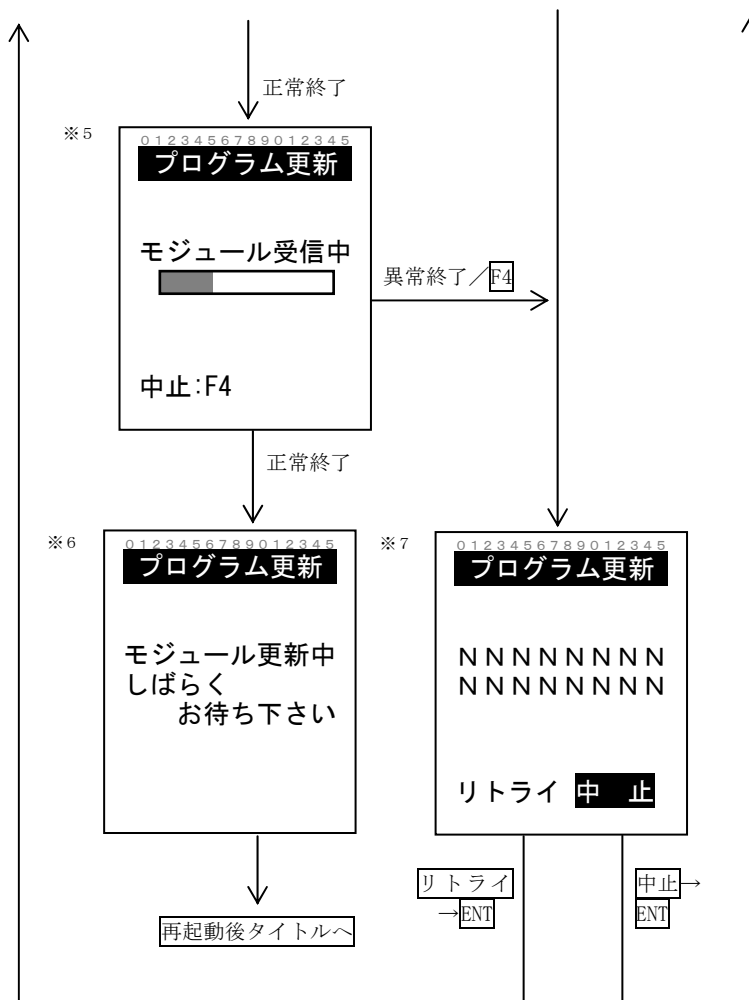 正常終了
※5
0123456789012345
プログラム更新
モジュール受信中
異常終了／F4
中止:F4
正常終了
※6
0123456789012345
プログラム更新
モジュール更新中
しばらく
お待ち下さい
再起動後タイトルへ
※7
0123456789012345
プログラム更新
NNNNNNNN
NNNNNNNN
リトライ 中　止
リトライ
→ENT
中止→
ENT